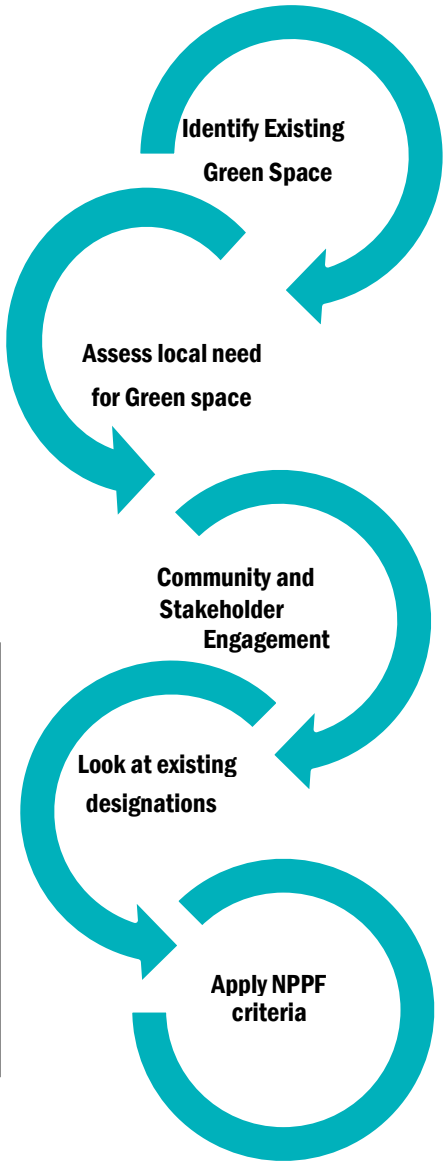 Identify Existing
Green Space
Assess local need
for Green space
Community and
Stakeholder
Engagement
Look at existing
designations
Apply NPPF
criteria